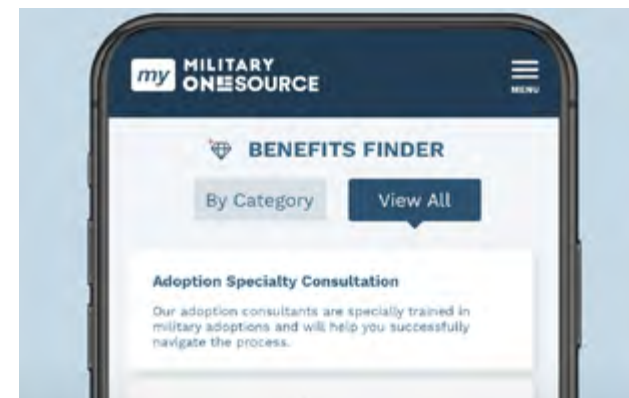 my MILITARY
ONESOURCE
MENU
BENEFITS FINDER
By Category
View All
Adoption Specialty Consultation
Our adoption consultants are specially trained in
military adoptions and will help you successfully
navigate the process.